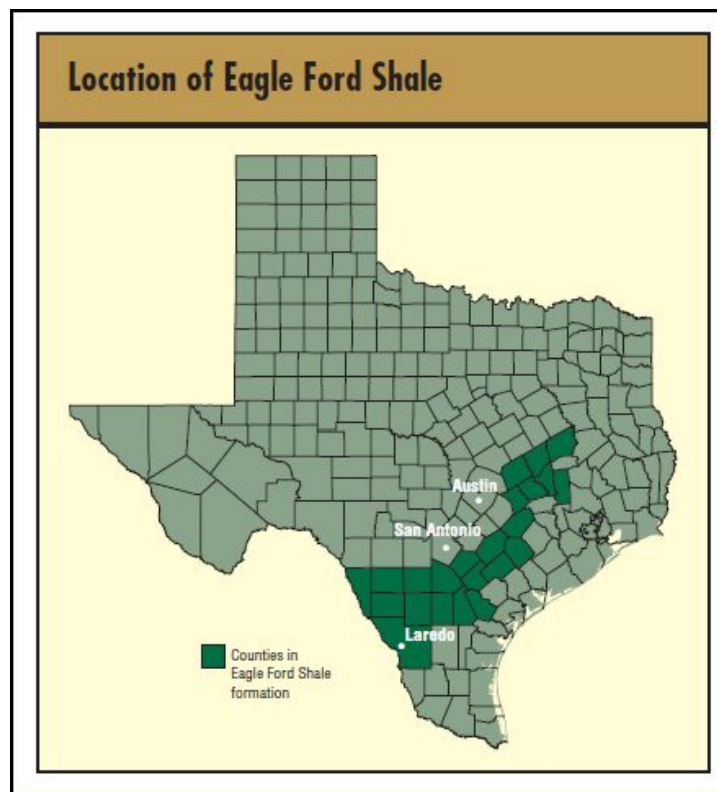 Location of Eagle Ford Shale
Austin
San Antonio
Laredo
Counties in
Eagle Ford Shale
formation